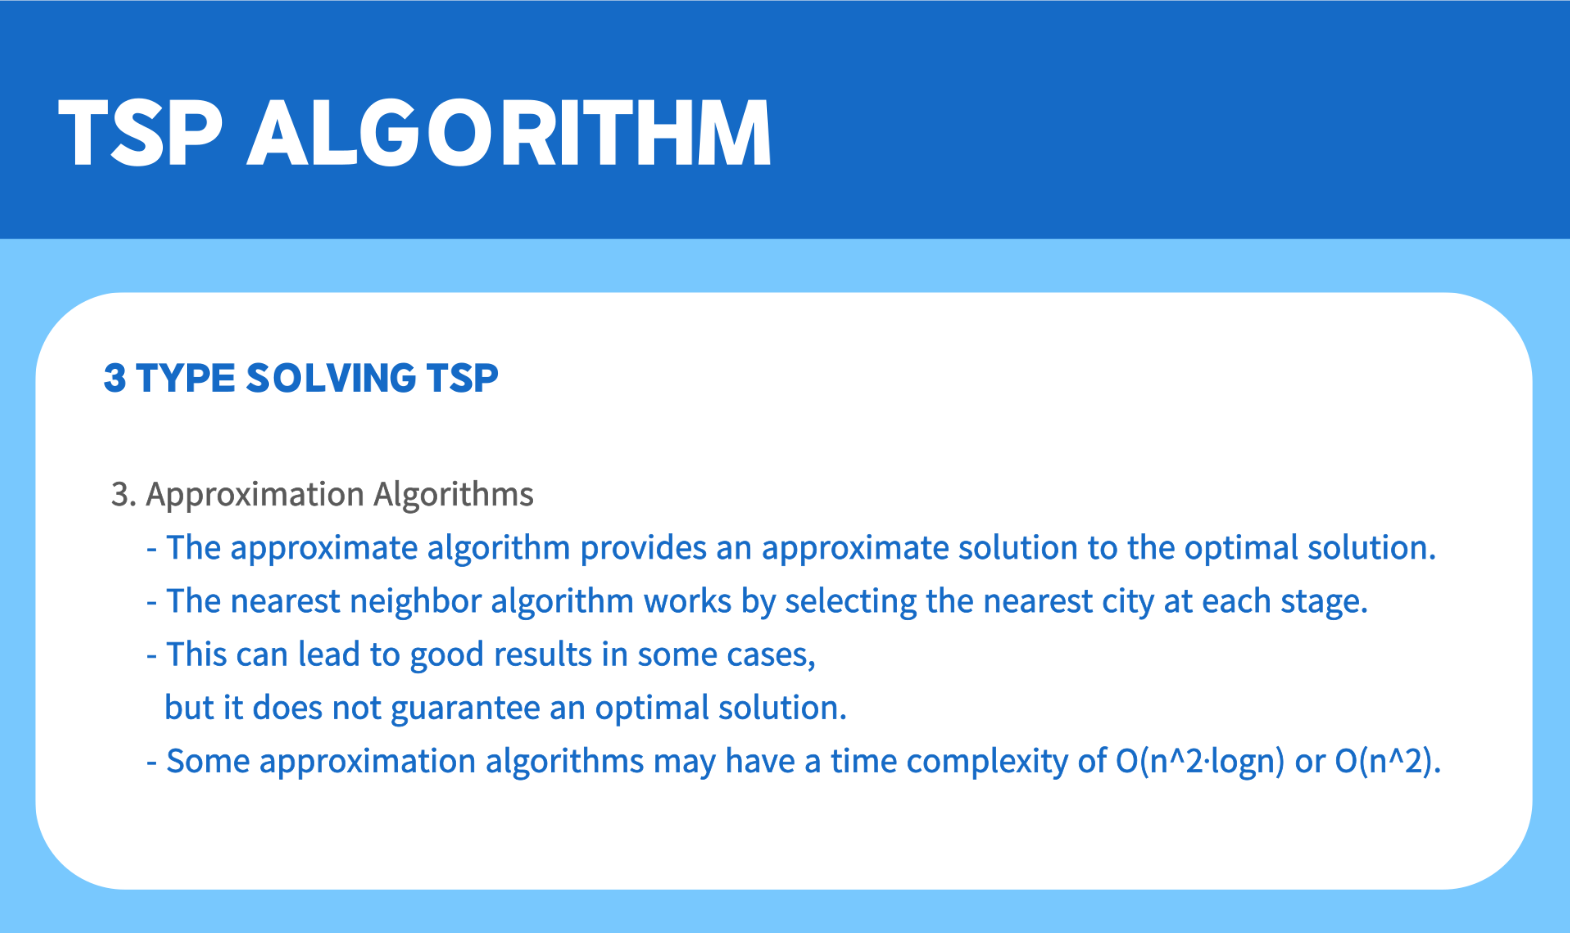 TSP ALGORITHM
3 TYPE SOLVING TSP
3. Approximation Algorithms
- The approximate algorithm provides an approximate solution to the optimal solution.
- The nearest neighbor algorithm works by selecting the nearest city at each stage.
- This can lead to good results in some cases,
but it does not guarantee an optimal solution.
- Some approximation algorithms may have a time complexity of O(n^2·logn) or O(n^2).